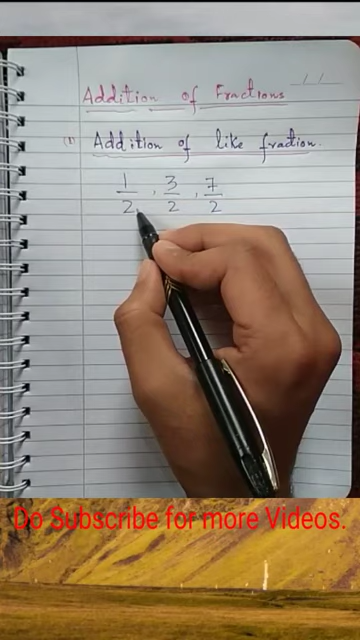 Addition of Fractions
(1) Addition of like fraction.
1/2, 3/2, 7/2
Do Subscribe for more Videos.